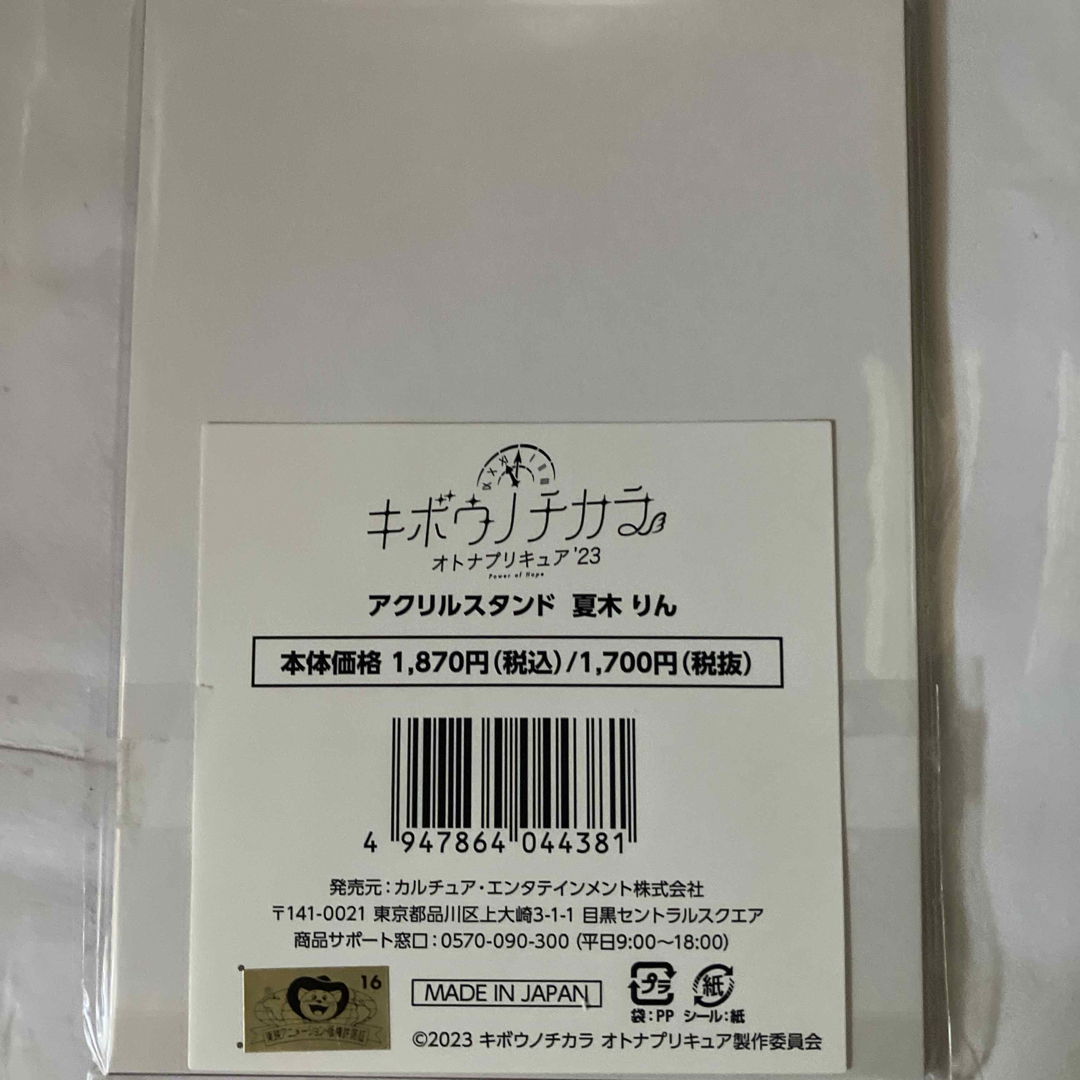 キボウノチカラ
オトナプリキュア'23
Power of Hope
アクリルスタンド 夏木 りん
本体価格 1,870円(税込)/1,700円(税抜)
4 947864 044381
発売元:カルチュア・エンタテインメント株式会社
〒141-0021 東京都品川区上大崎3-1-1 目黒セントラルスクエア
商品サポート窓口:0570-090-300 (平日9:00〜18:00)
16
MADE IN JAPAN
プラ 紙
袋:PP シール:紙
©2023 キボウノチカラ オトナプリキュア製作委員会